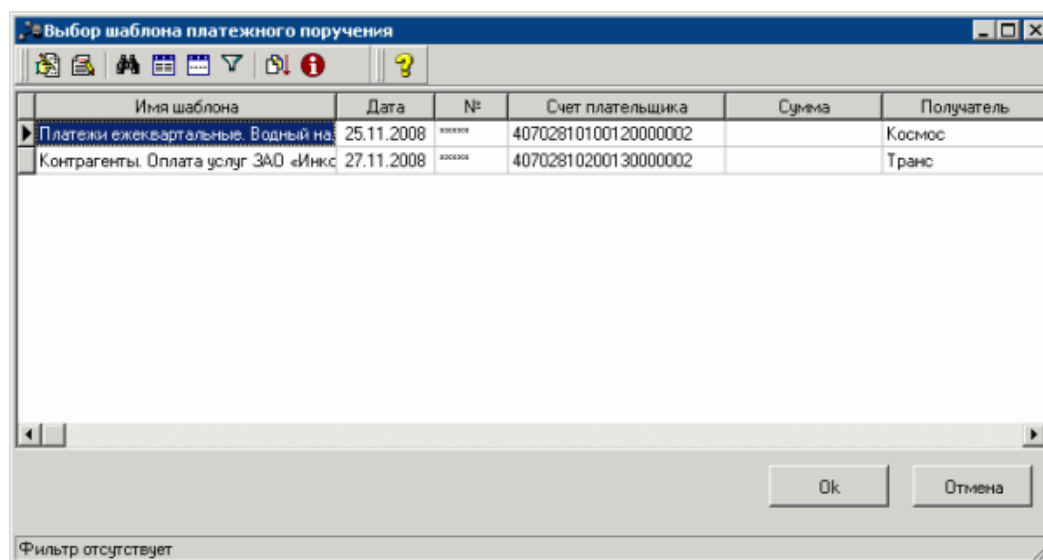 Выбор шаблона платежного поручения
Имя шаблона Дата № Счет плательщика Сумма Получатель
Платежи ежеквартальные. Водный на 25.11.2008 ****** 40702810100120000002 Космос
Контрагенты. Оплата услуг ЗАО «Инкс 27.11.2008 ****** 40702810200130000002 Транс
Ok Отмена
Фильтр отсутствует